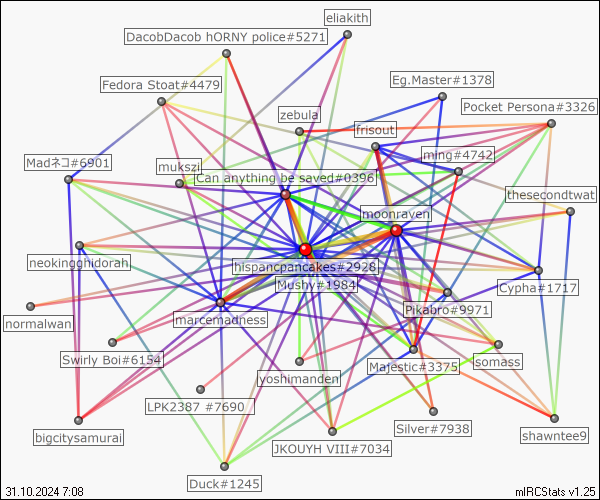 eliakith
DacobDacob hORNY police#5271
Eg.Master#1378
Fedora Stoat#4479
Pocket Persona#3326
zebula
frisout
Madネコ#6901
ming#4742
mukszi
Can anything be saved#0396
thesecondtwat
moonraven
neokingghidorah
hispancpancakes#2928
Mushy#1984
Cypha#1717
Pikabro#9971
normalwan
marcemadness
Swirly Boi#6154
Majestic#3375
somass
yoshimanden
LPK2387 #7690
Silver#7938
bigcitysamurai
shawntee9
JKOUYH VIII#7034
Duck#1245
31.10.2024 7:08
mIRCStats v1.25